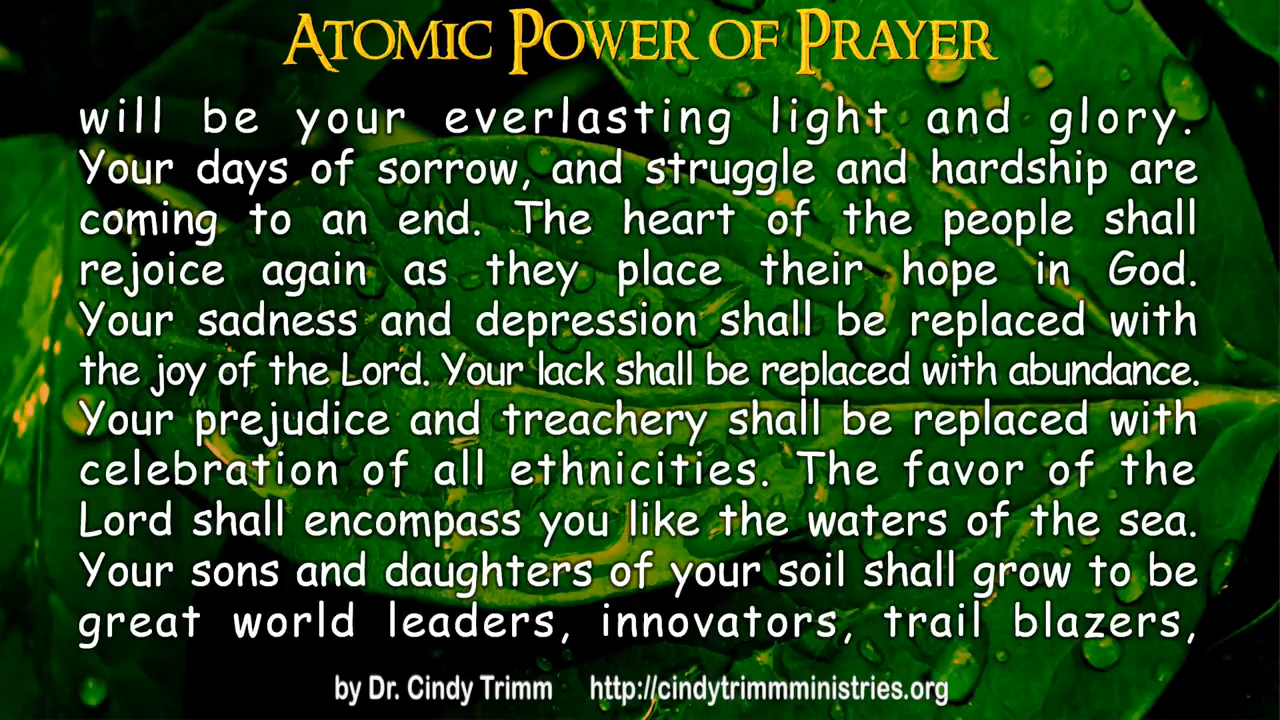 Atomic Power of Prayer
will be your everlasting light and glory.
Your days of sorrow, and struggle and hardship are
coming to an end. The heart of the people shall
rejoice again as they place their hope in God.
Your sadness and depression shall be replaced with
the joy of the Lord. Your lack shall be replaced with abundance.
Your prejudice and treachery shall be replaced with
celebration of all ethnicities. The favor of the
Lord shall encompass you like the waters of the sea.
Your sons and daughters of your soil shall grow to be
great world leaders, innovators, trail blazers,
by Dr. Cindy Trimm http://cindytrimmministries.org